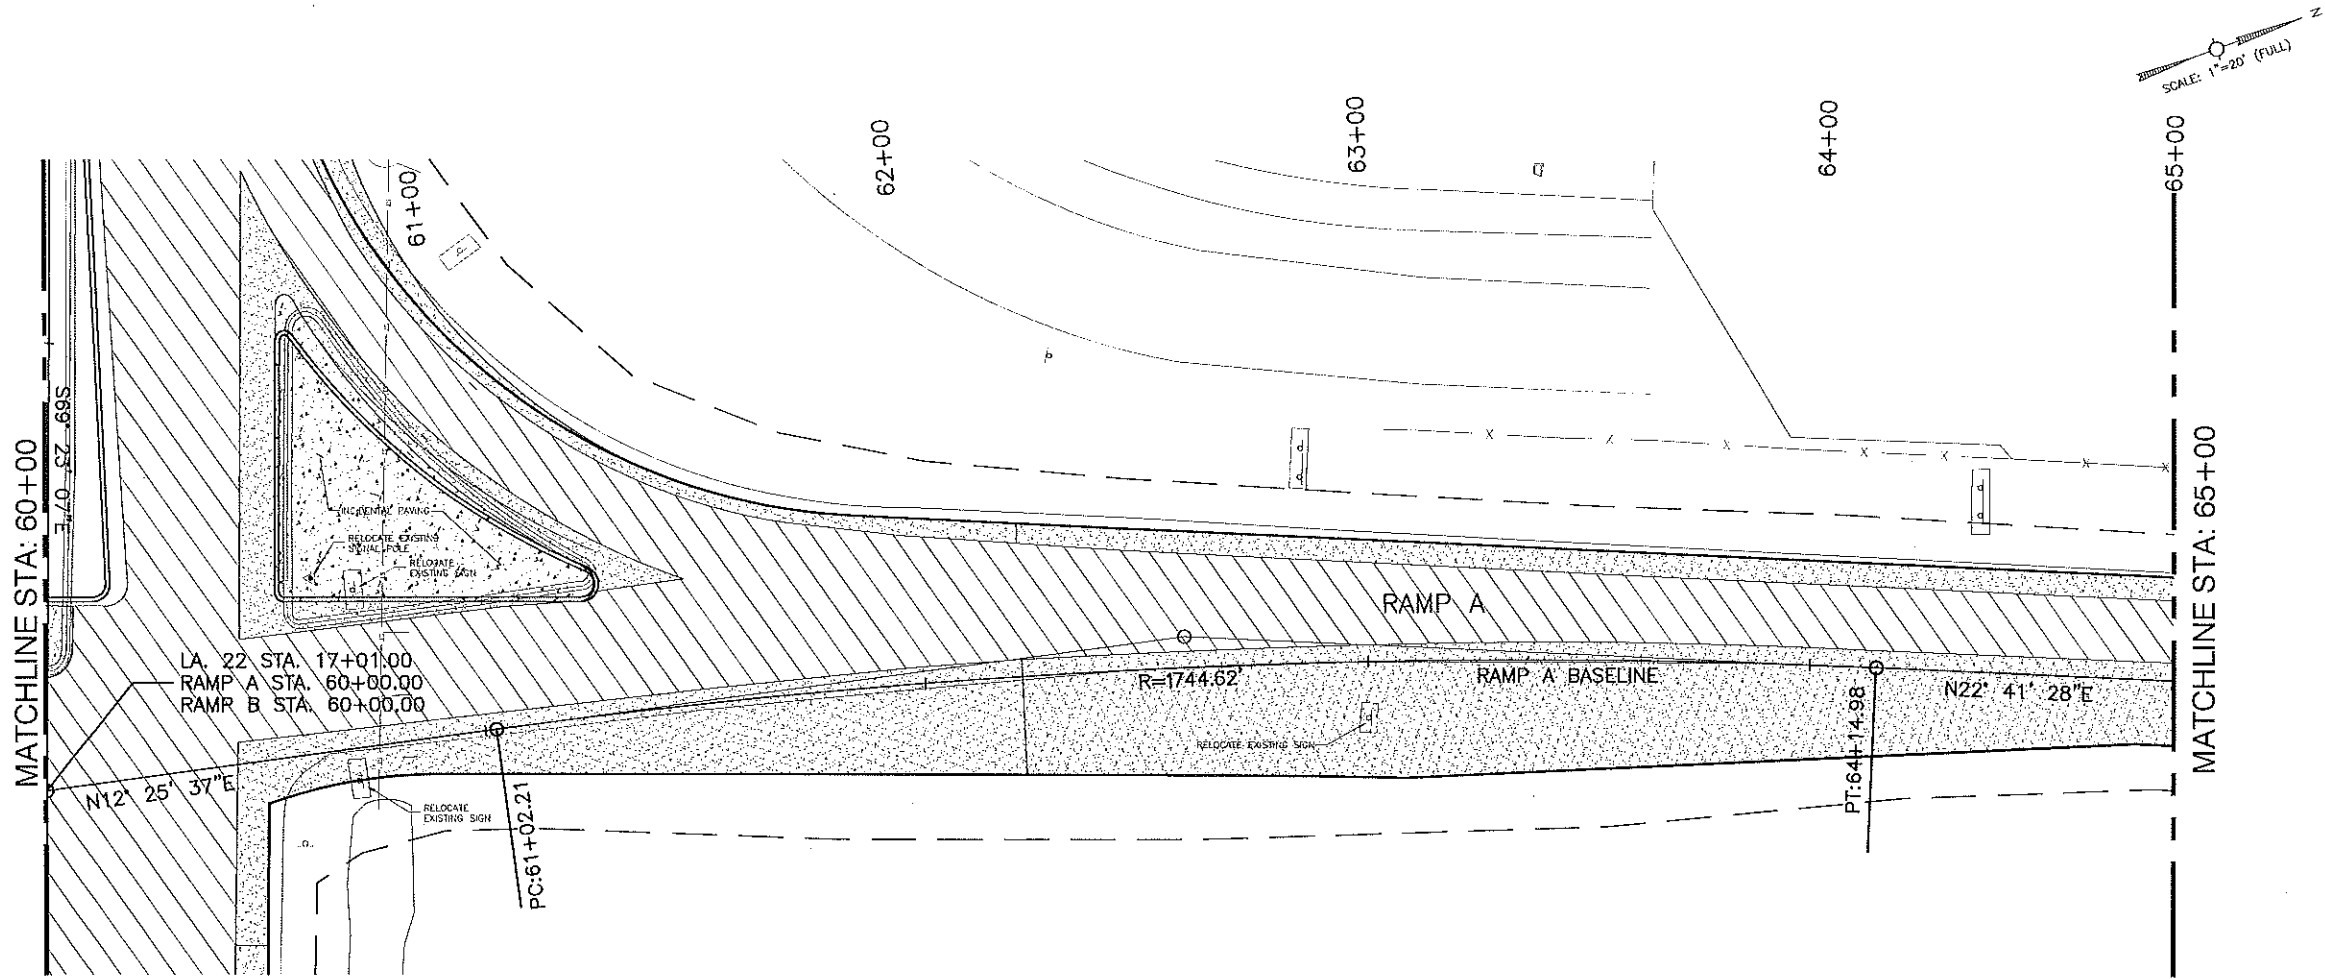 N
SCALE: 1"=20' (FULL)
61+00
62+00
63+00
64+00
65+00
MATCHLINE STA: 60+00
S69° 23' 07"E
INCIDENTAL PAVING
RELOCATE EXISTING
SIGNAL POLE
RELOCATE
EXISTING SIGN
RAMP A
MATCHLINE STA: 65+00
LA. 22 STA. 17+01.00
RAMP A STA. 60+00.00
RAMP B STA. 60+00.00
R=1744.62'
RAMP A BASELINE
N22° 41' 28"E
N12° 25' 37"E
RELOCATE EXISTING SIGN
PT:64+14.98
RELOCATE
EXISTING SIGN
PC:61+02.21
X X X X X X X